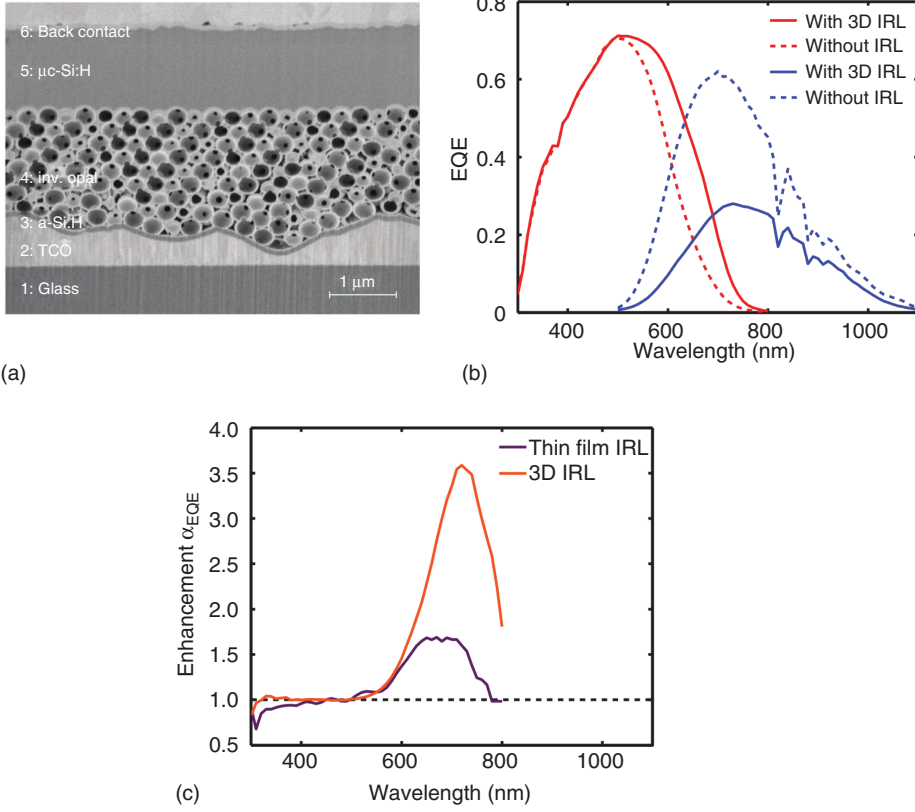 6: Back contact
5: μc-Si:H
4: inv. opal
3: a-Si:H
2: TCO
1: Glass
1 μm
(a)
0.8
0.6
0.4
0.2
0
EQE
400 600 800 1000
Wavelength (nm)
With 3D IRL
Without IRL
With 3D IRL
Without IRL
(b)
4.0
3.5
3.0
2.5
2.0
1.5
1.0
0.5
Enhancement αEQE
400 600 800 1000
Wavelength (nm)
Thin film IRL
3D IRL
(c)